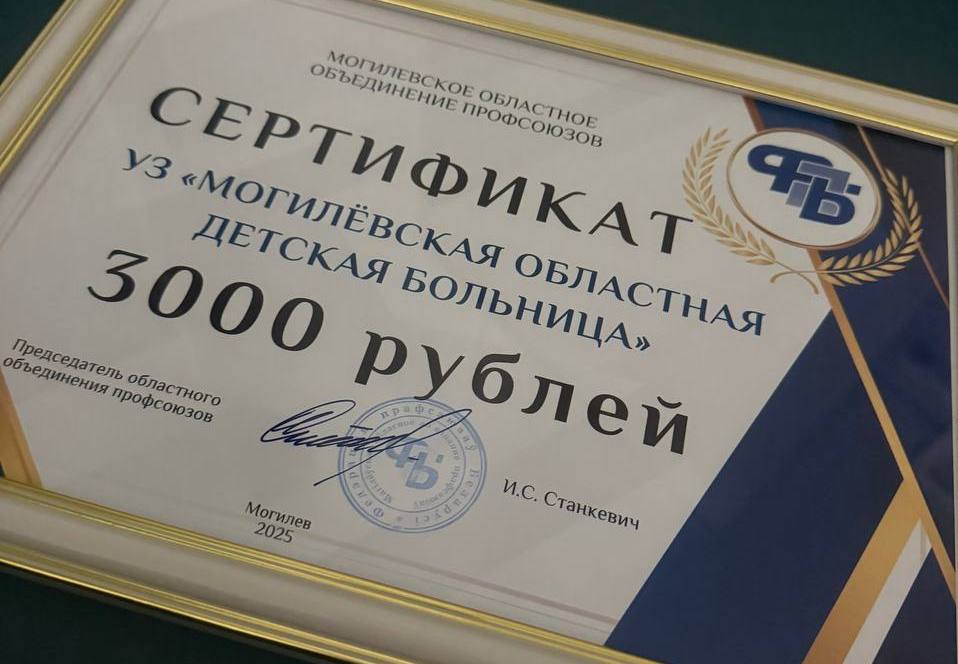 МОГИЛЕВСКОЕ ОБЛАСТНОЕ
ОБЪЕДИНЕНИЕ ПРОФСОЮЗОВ
СЕРТИФИКАТ
ФПБ
УЗ «МОГИЛЁВСКАЯ ОБЛАСТНАЯ
ДЕТСКАЯ БОЛЬНИЦА»
3000 рублей
Председатель областного
объединения профсоюзов
И.С. Станкевич
Могилев
2025